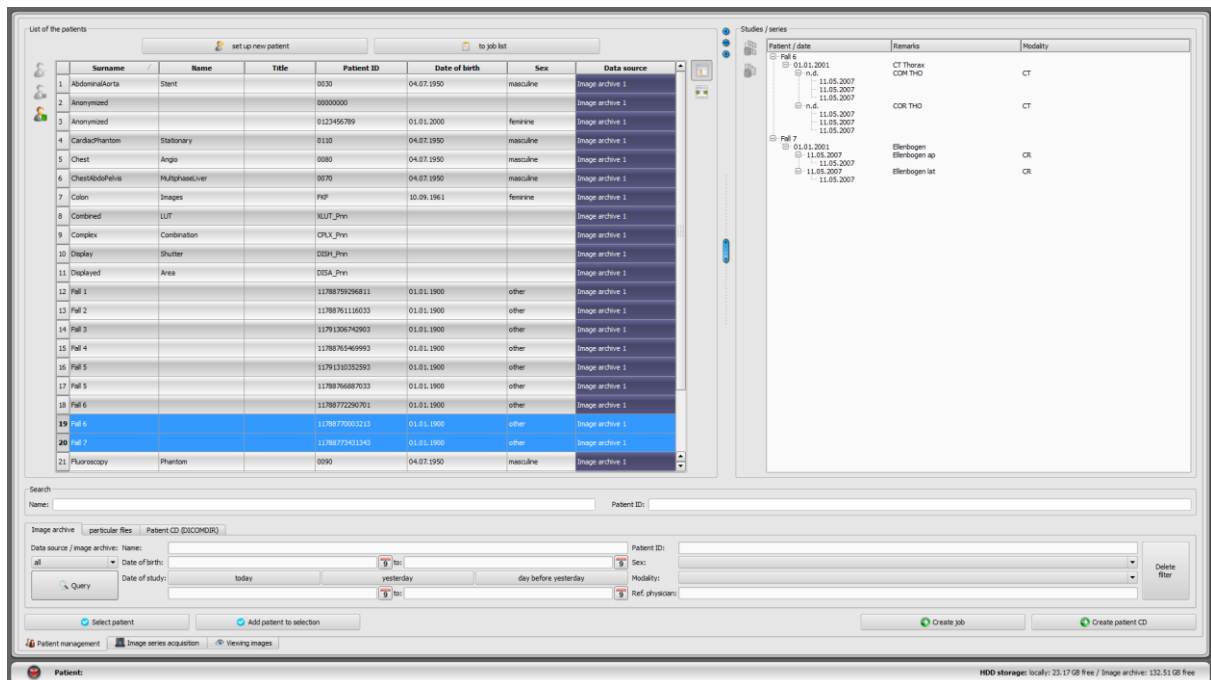 List of the patients
set up new patient
to job list
Surname Name Title Patient ID Date of birth Sex Data source
1 AbdominalAorta Stent 0030 04.07.1950 masculine Image archive 1
2 Anonymized 00000000 Image archive 1
3 Anonymized 0123456789 01.01.2000 feminine Image archive 1
4 CardiacPhantom Stationary 0110 04.07.1950 masculine Image archive 1
5 Chest Angio 0080 04.07.1950 masculine Image archive 1
6 ChestAbdoPelvis MultiphaseLiver 0070 04.07.1950 masculine Image archive 1
7 Colon Images FKF 10.09.1961 feminine Image archive 1
8 Combined LUT XLUT_Pnn Image archive 1
9 Complex Combination CPLX_Pnn Image archive 1
10 Display Shutter DISH_Pnn Image archive 1
11 Displayed Area DISA_Pnn Image archive 1
12 Fall 1 11788759296811 01.01.1900 other Image archive 1
13 Fall 2 11788761116033 01.01.1900 other Image archive 1
14 Fall 3 11791306742903 01.01.1900 other Image archive 1
15 Fall 4 11788765469993 01.01.1900 other Image archive 1
16 Fall 5 11791310352593 01.01.1900 other Image archive 1
17 Fall 5 11788766887033 01.01.1900 other Image archive 1
18 Fall 6 11788772290701 01.01.1900 other Image archive 1
19 Fall 6 11788770003213 01.01.1900 other Image archive 1
20 Fall 7 11788773431343 01.01.1900 other Image archive 1
21 Fluoroscopy Phantom 0090 04.07.1950 masculine Image archive 1
Studies / series
Patient / date Remarks Modality
Fall 6
01.01.2001 CT Thorax
n.d. COM THO CT
11.05.2007
11.05.2007
11.05.2007
n.d. COR THO CT
11.05.2007
11.05.2007
11.05.2007
Fall 7
01.01.2001 Ellenbogen
11.05.2007 Ellenbogen ap CR
11.05.2007
11.05.2007 Ellenbogen lat CR
11.05.2007
Search
Name: Patient ID:
Image archive particular files Patient CD (DICOMDIR)
Data source / image archive: Name: Patient ID:
all Date of birth: 9 to: 9 Sex:
Query Date of study: today yesterday day before yesterday Modality:
9 to: 9 Ref. physician:
Delete filter
Select patient Add patient to selection Create job Create patient CD
Patient management Image series acquisition Viewing images
Patient: HDD storage: locally: 23.17 GB free / Image archive: 132.51 GB free